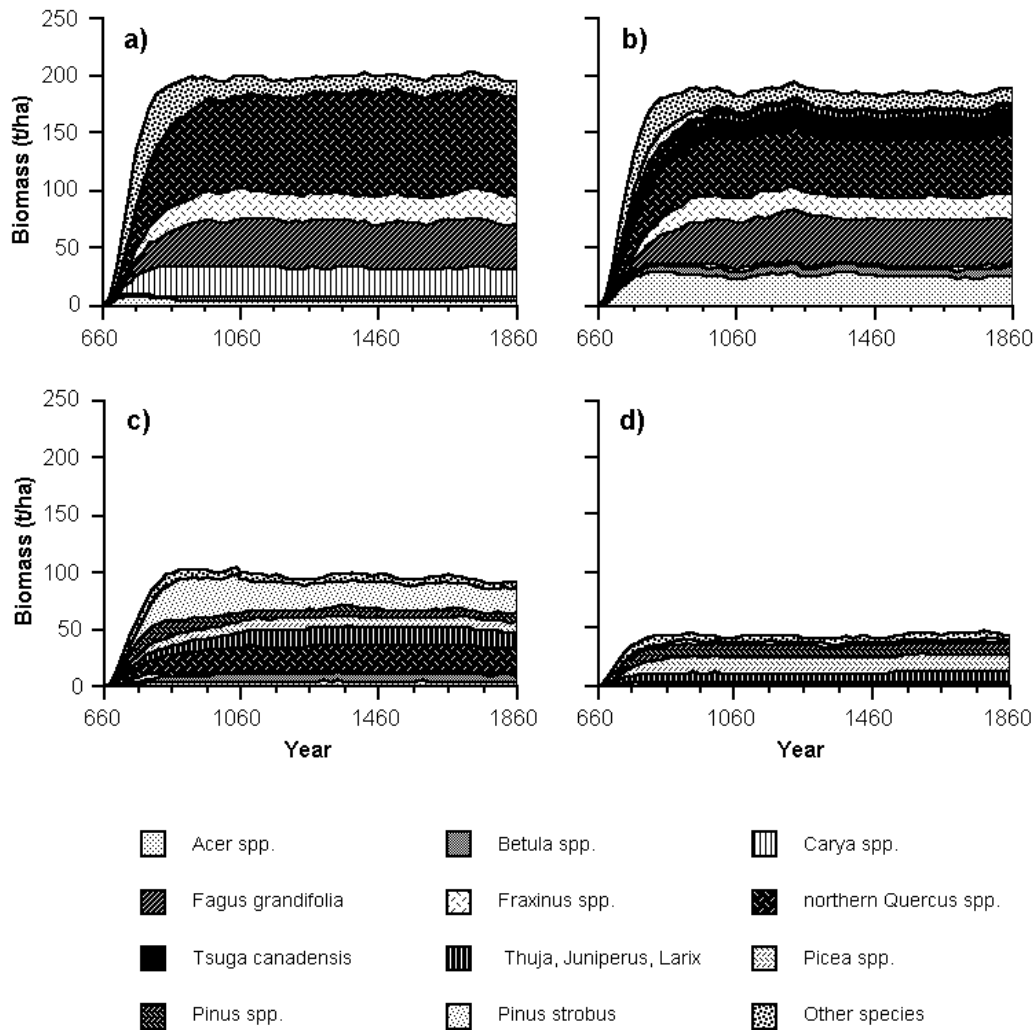 a)
b)
250
200
150
100
50
0
Biomass (t/ha)
660 1060 1460 1860
660 1060 1460 1860
c)
d)
250
200
150
100
50
0
Biomass (t/ha)
660 1060 1460 1860
660 1060 1460 1860
Year Year
Acer spp. Betula spp. Carya spp.
Fagus grandifolia Fraxinus spp. northern Quercus spp.
Tsuga canadensis Thuja, Juniperus, Larix Picea spp.
Pinus spp. Pinus strobus Other species